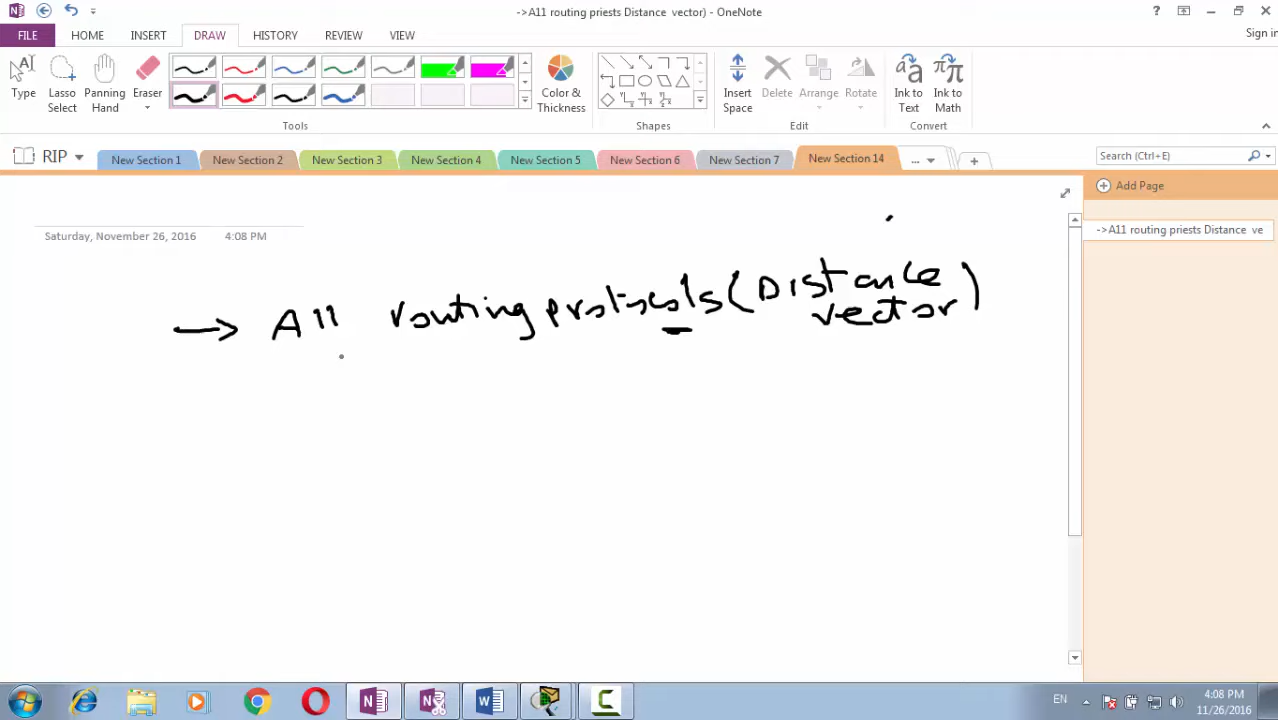 ->A11 routing priests Distance vector) - OneNote
Sign in
FILE HOME INSERT DRAW HISTORY REVIEW VIEW
Type
Lasso Select
Panning Hand
Eraser
Color & Thickness
Insert Space
Delete
Arrange
Rotate
Ink to Text
Ink to Math
Tools
Shapes
Edit
Convert
RIP
New Section 1
New Section 2
New Section 3
New Section 4
New Section 5
New Section 6
New Section 7
New Section 14
...
Search (Ctrl+E)
Add Page
->A11 routing priests Distance ve
Saturday, November 26, 2016 4:08 PM
→ All routing protocols (Distance
vector)
EN
4:08 PM
11/26/2016